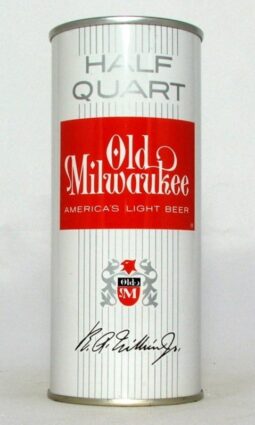 HALF
QUART
Old
Milwaukee
AMERICA'S LIGHT BEER
Old
M